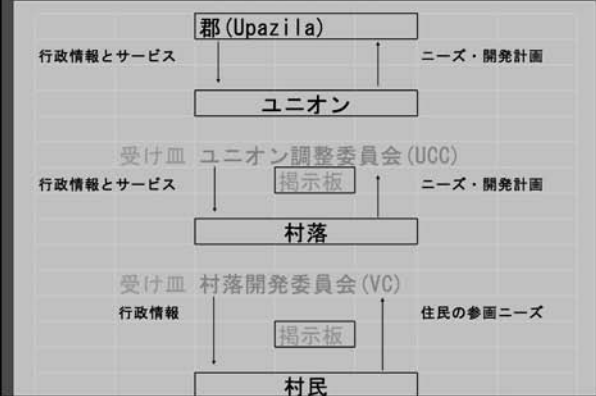 郡(Upazila)
行政情報とサービス ニーズ・開発計画
ユニオン
受け皿 ユニオン調整委員会(UCC)
行政情報とサービス 掲示板 ニーズ・開発計画
村落
受け皿 村落開発委員会(VC)
行政情報 住民の参画ニーズ
掲示板
村民